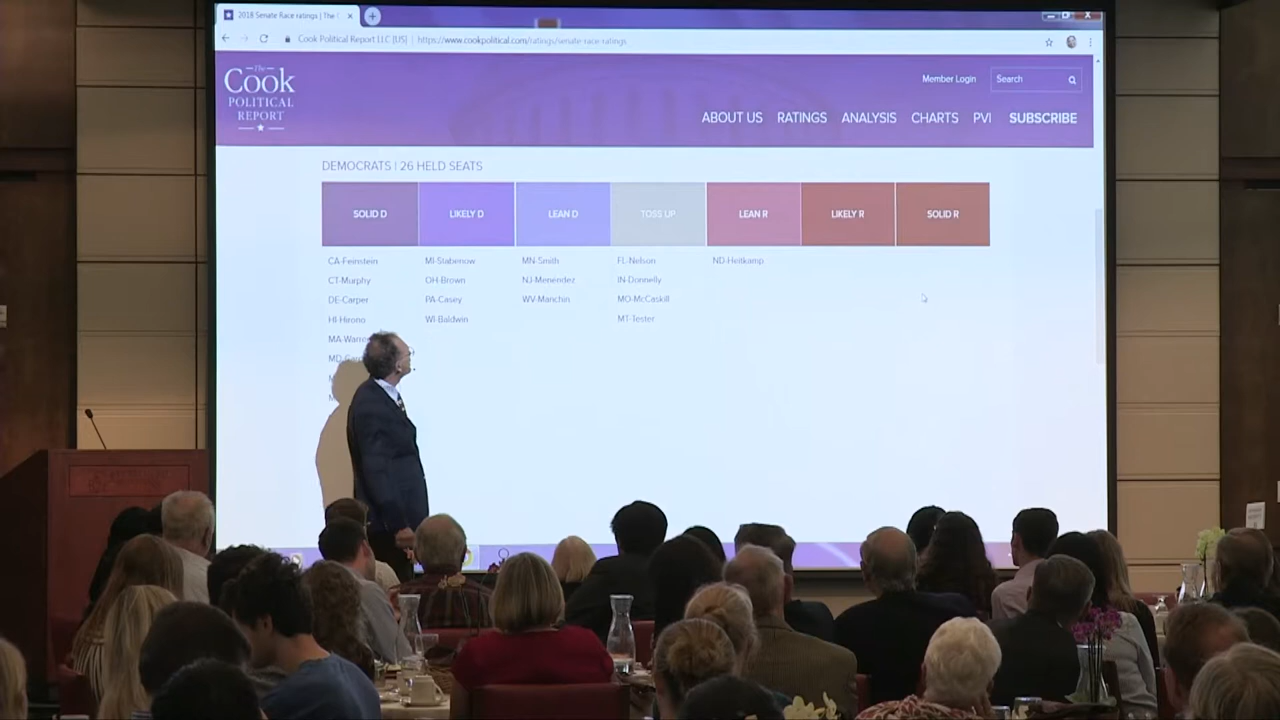 2018 Senate Race ratings | The
Cook Political Report LLC [US] | https://www.cookpolitical.com/ratings/senate-race-ratings
The
Cook
POLITICAL
REPORT
Member Login
Search
ABOUT US RATINGS ANALYSIS CHARTS PVI SUBSCRIBE
DEMOCRATS | 26 HELD SEATS
SOLID D LIKELY D LEAN D TOSS UP LEAN R LIKELY R SOLID R
CA-Feinstein MI-Stabenow MN-Smith FL-Nelson ND-Heitkamp
CT-Murphy OH-Brown NJ-Menendez IN-Donnelly
DE-Carper PA-Casey WV-Manchin MO-McCaskill
HI-Hirono WI-Baldwin MT-Tester
MA-Warre
MD-Car